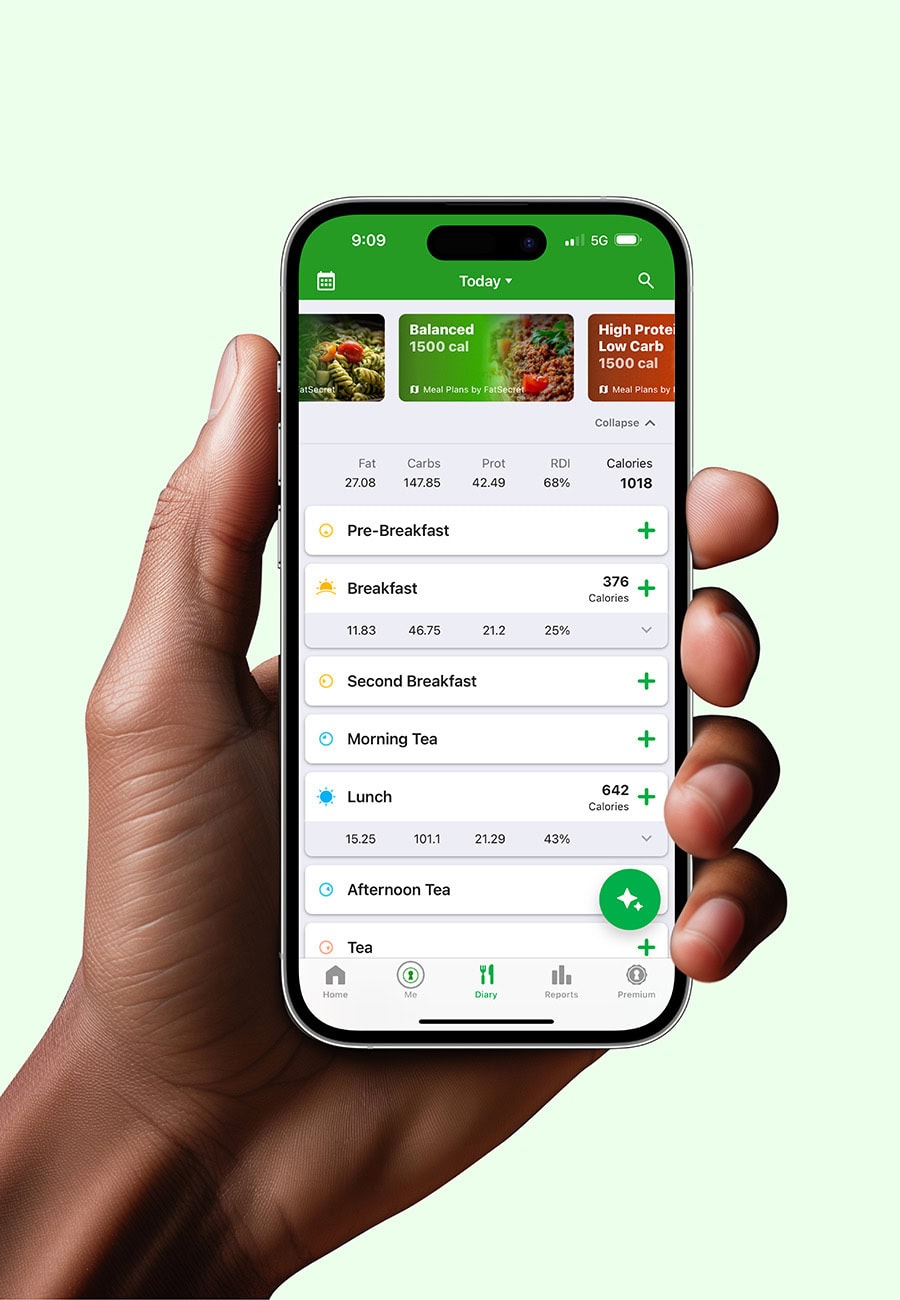 9:09
5G
Today
Balanced
1500 cal
Meal Plans by FatSecret
High Protei
Low Carb
1500 cal
Meal Plans by
atSecret
Collapse
Fat Carbs Prot RDI Calories
27.08 147.85 42.49 68% 1018
Pre-Breakfast
Breakfast 376 Calories
11.83 46.75 21.2 25%
Second Breakfast
Morning Tea
Lunch 642 Calories
15.25 101.1 21.29 43%
Afternoon Tea
Tea
Home Me Diary Reports Premium